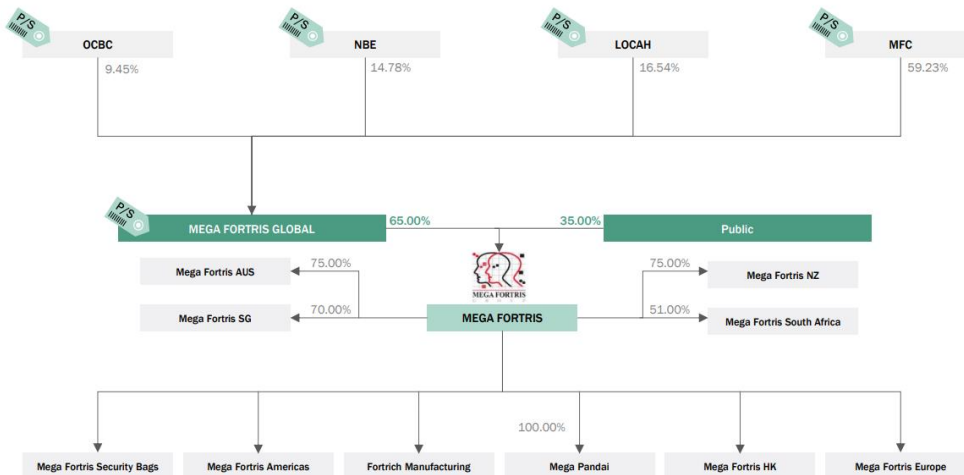 P/S
OCBC
9.45%
P/S
NBE
14.78%
P/S
LOCAH
16.54%
P/S
MFC
59.23%
P/S
MEGA FORTRIS GLOBAL
65.00%
35.00%
Public
MEGA FORTRIS
GROUP
Mega Fortris AUS
75.00%
75.00%
Mega Fortris NZ
Mega Fortris SG
70.00%
MEGA FORTRIS
51.00%
Mega Fortris South Africa
100.00%
Mega Fortris Security Bags
Mega Fortris Americas
Fortrich Manufacturing
Mega Pandai
Mega Fortris HK
Mega Fortris Europe